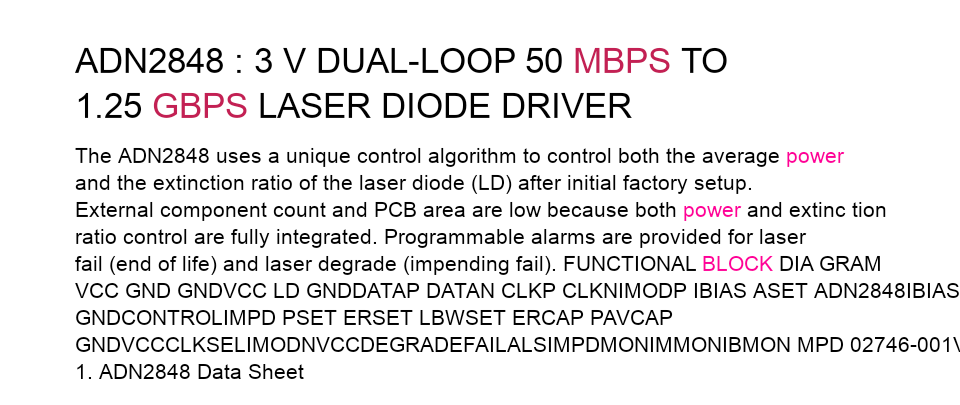 ADN2848 : 3 V DUAL-LOOP 50 MBPS TO
1.25 GBPS LASER DIODE DRIVER
The ADN2848 uses a unique control algorithm to control both the average power
and the extinction ratio of the laser diode (LD) after initial factory setup.
External component count and PCB area are low because both power and extinc tion
ratio control are fully integrated. Programmable alarms are provided for laser
fail (end of life) and laser degrade (impending fail). FUNCTIONAL BLOCK DIA GRAM
VCC GND GNDVCC LD GNDDATAP DATAN CLKP CLKNIMODP IBIAS ASET ADN2848IBIAS
GNDCONTROLIMPD PSET ERSET LBWSET ERCAP PAVCAP
GNDVCCCLKSELIMODNVCCDEGRADEFAILALSIMPDMONIMMONIBMON MPD 02746-001V
1. ADN2848 Data Sheet